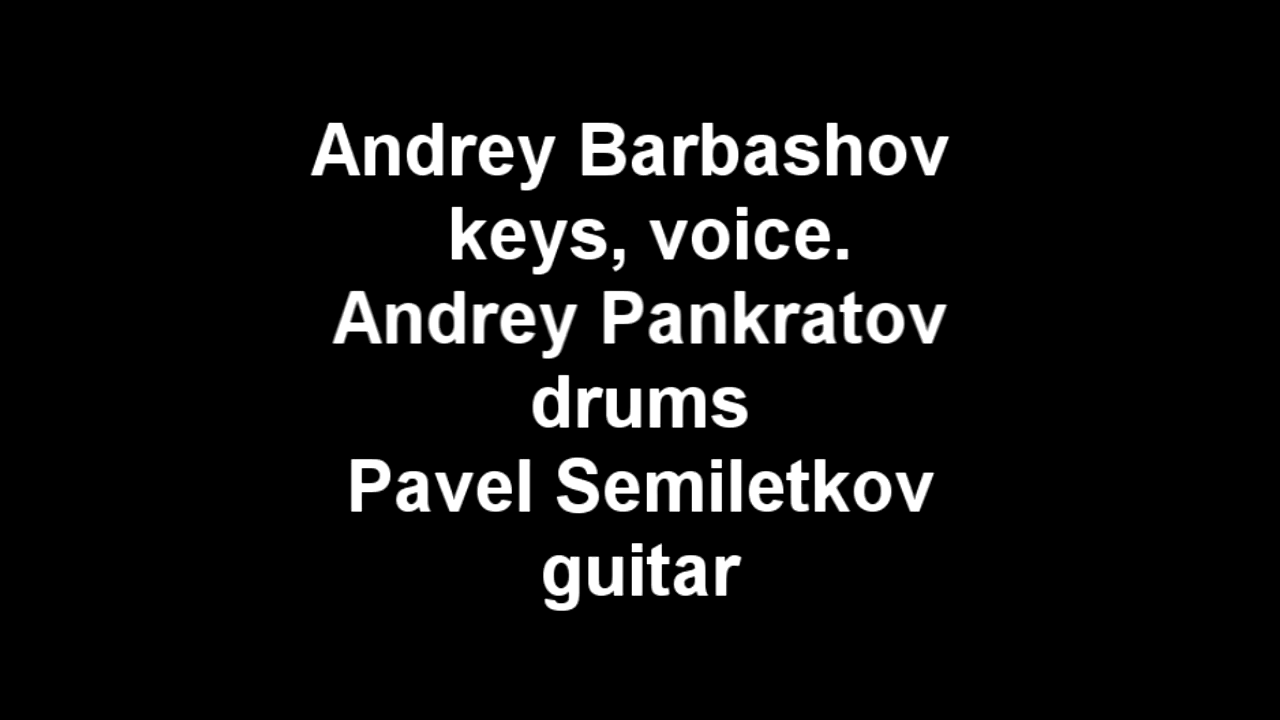 Andrey Barbashov
keys, voice.
Andrey Pankratov
drums
Pavel Semiletkov
guitar